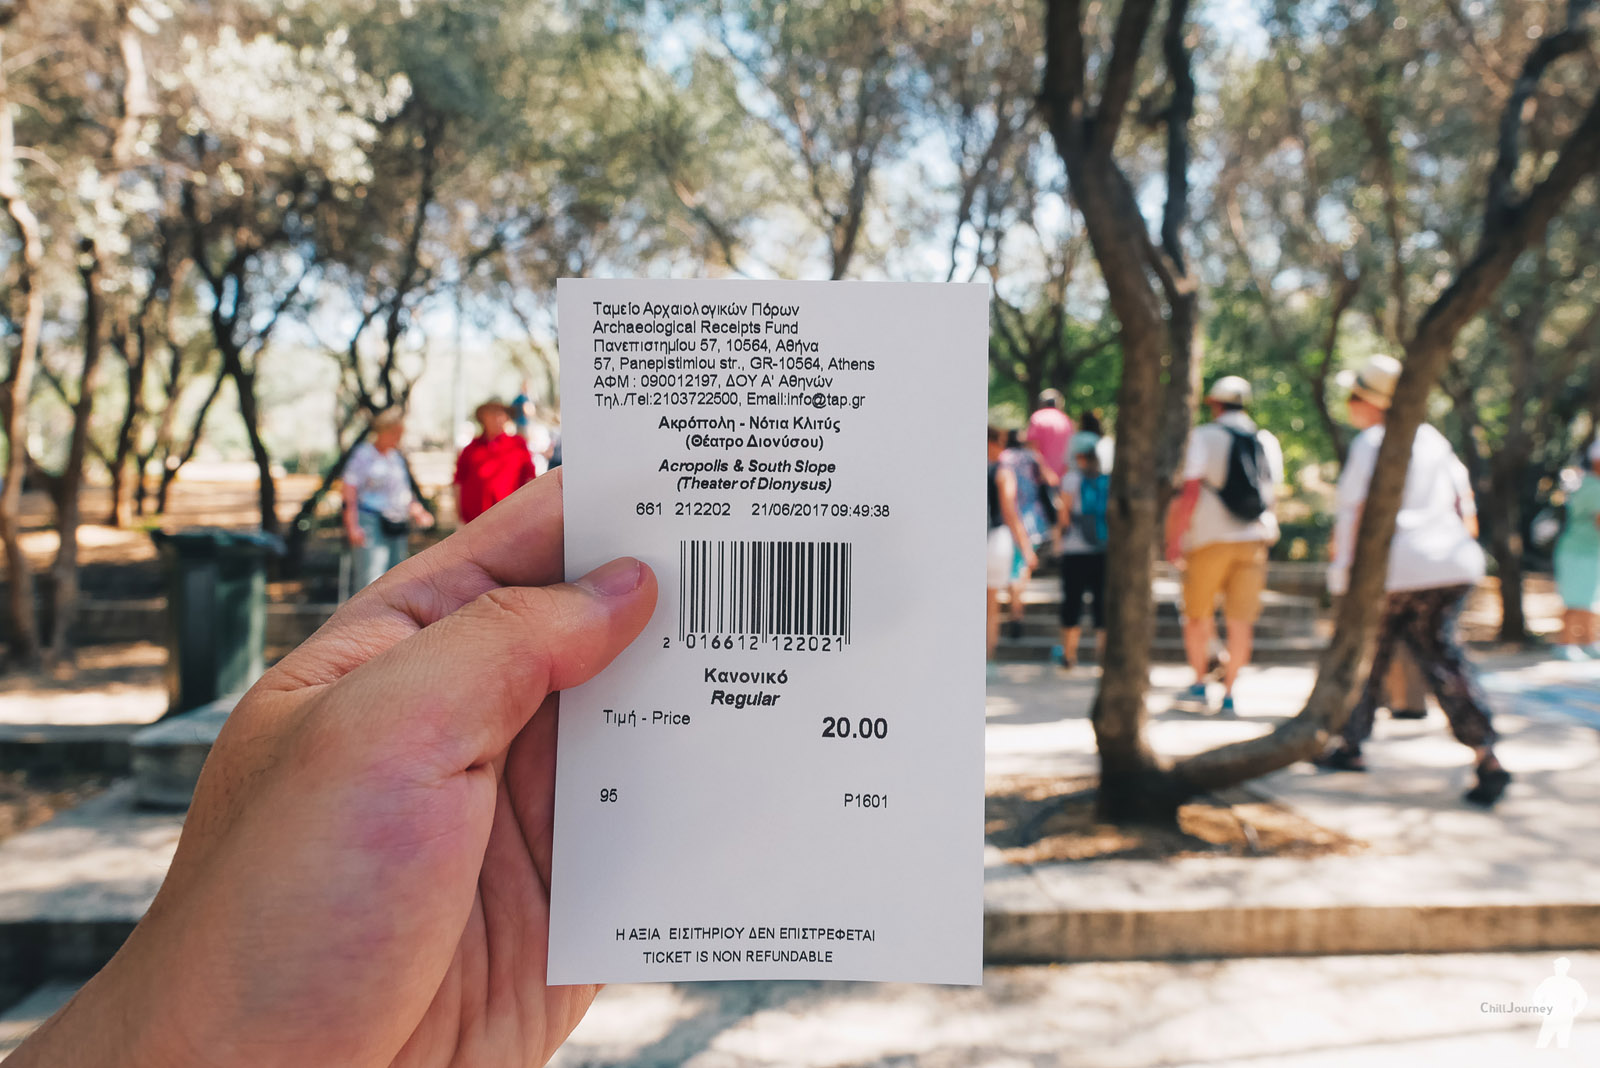 Ταμείο Αρχαιολογικών Πόρων
Archaeological Receipts Fund
Πανεπιστημίου 57, 10564, Αθήνα
57, Panepistimiou str., GR-10564, Athens
ΑΦΜ : 090012197, ΔΟΥ Α' Αθηνών
Τηλ./Tel:2103722500, Email:info@tap.gr
Ακρόπολη - Νότια Κλιτύς
(Θέατρο Διονύσου)
Acropolis & South Slope
(Theater of Dionysus)
661 212202 21/06/2017 09:49:38
2 016612 122021
Κανονικό
Regular
Τιμή - Price 20.00
95 P1601
Η ΑΞΙΑ ΕΙΣΙΤΗΡΙΟΥ ΔΕΝ ΕΠΙΣΤΡΕΦΕΤΑΙ
TICKET IS NON REFUNDABLE
ChillJourney